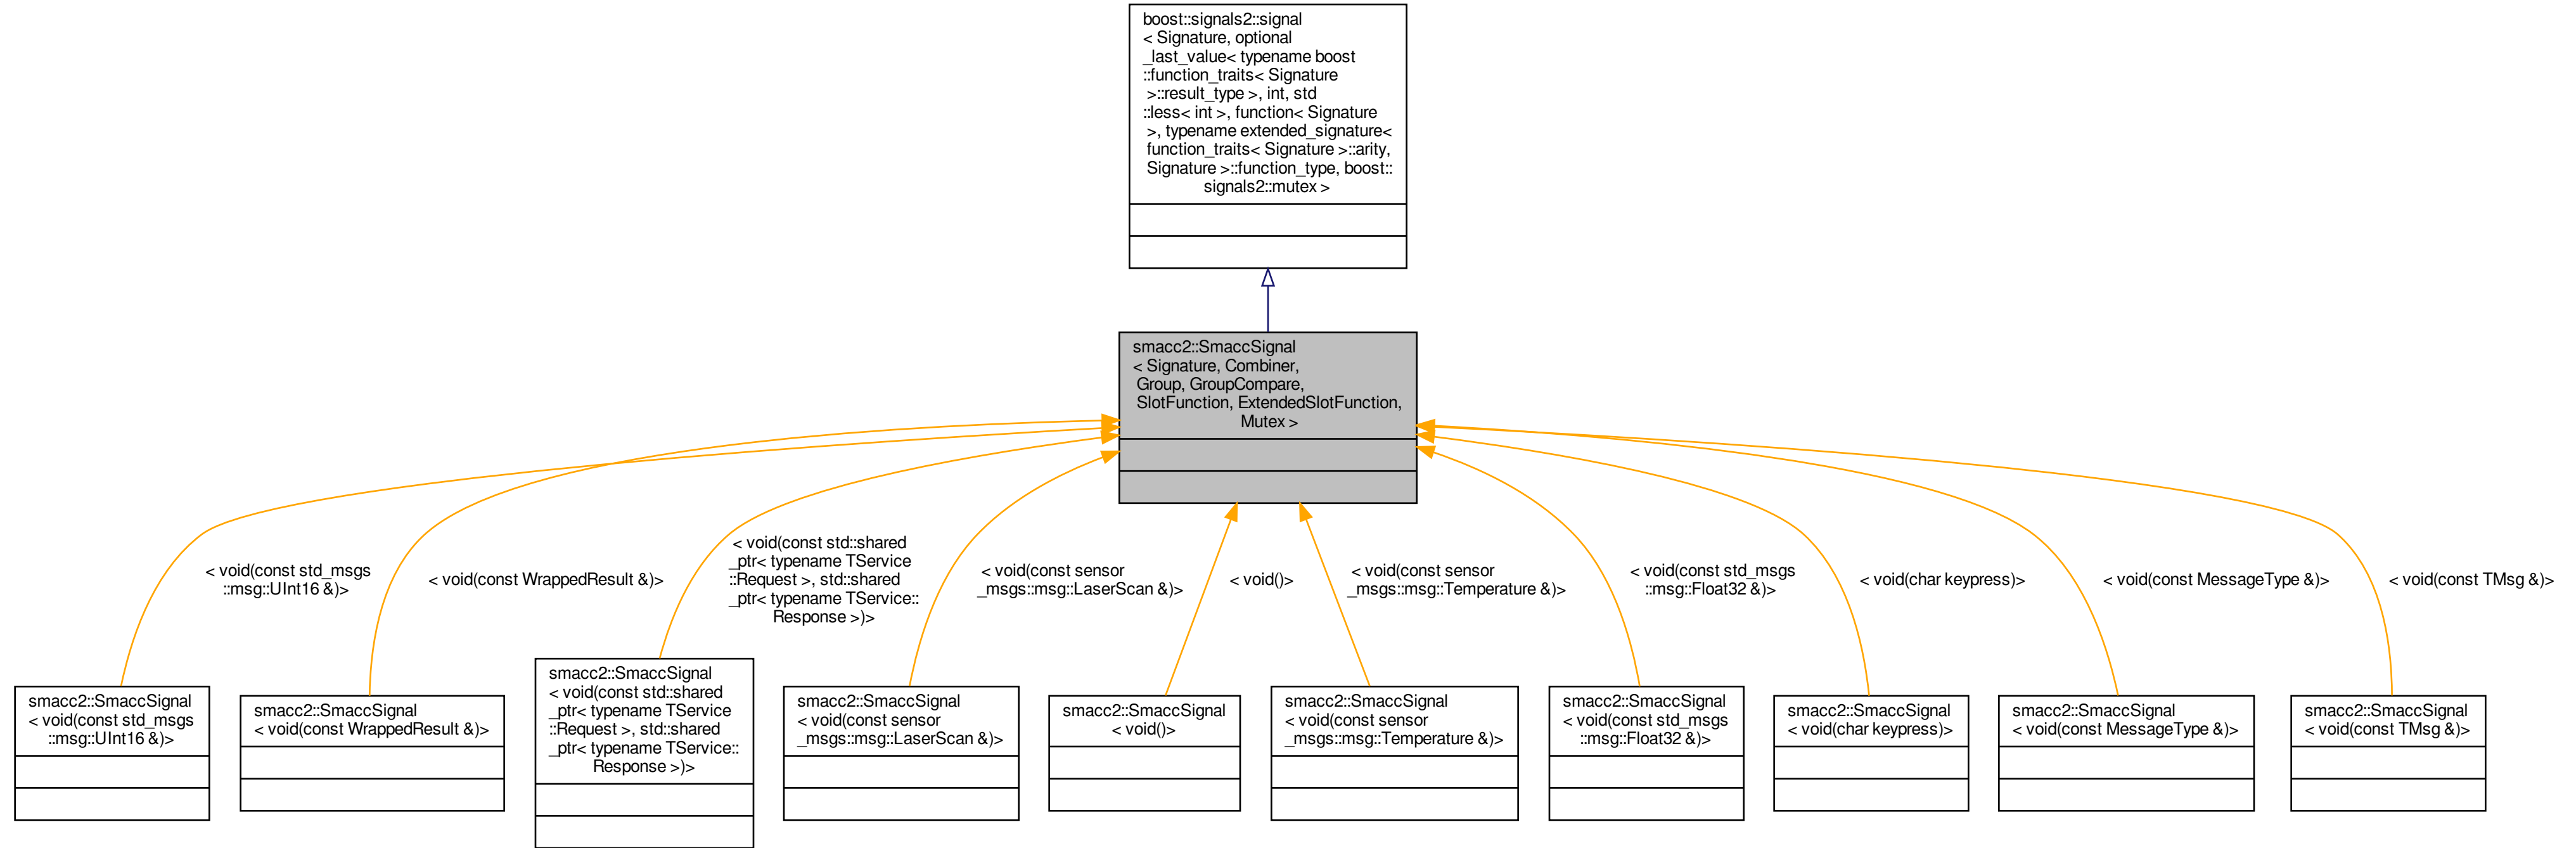 boost::signals2::signal
< Signature, optional
_last_value< typename boost
::function_traits< Signature
>::result_type >, int, std
::less< int >, function< Signature
>, typename extended_signature<
function_traits< Signature >::arity,
Signature >::function_type, boost::
signals2::mutex >
smacc2::SmaccSignal
< Signature, Combiner,
Group, GroupCompare,
SlotFunction, ExtendedSlotFunction,
Mutex >
< void(const std_msgs
::msg::UInt16 &)>
< void(const WrappedResult &)>
< void(const std::shared
_ptr< typename TService
::Request >, std::shared
_ptr< typename TService::
Response >)>
< void(const sensor
_msgs::msg::LaserScan &)>
< void()>
< void(const sensor
_msgs::msg::Temperature &)>
< void(const std_msgs
::msg::Float32 &)>
< void(char keypress)>
< void(const MessageType &)>
< void(const TMsg &)>
smacc2::SmaccSignal
< void(const std_msgs
::msg::UInt16 &)>
smacc2::SmaccSignal
< void(const WrappedResult &)>
smacc2::SmaccSignal
< void(const std::shared
_ptr< typename TService
::Request >, std::shared
_ptr< typename TService::
Response >)>
smacc2::SmaccSignal
< void(const sensor
_msgs::msg::LaserScan &)>
smacc2::SmaccSignal
< void()>
smacc2::SmaccSignal
< void(const sensor
_msgs::msg::Temperature &)>
smacc2::SmaccSignal
< void(const std_msgs
::msg::Float32 &)>
smacc2::SmaccSignal
< void(char keypress)>
smacc2::SmaccSignal
< void(const MessageType &)>
smacc2::SmaccSignal
< void(const TMsg &)>